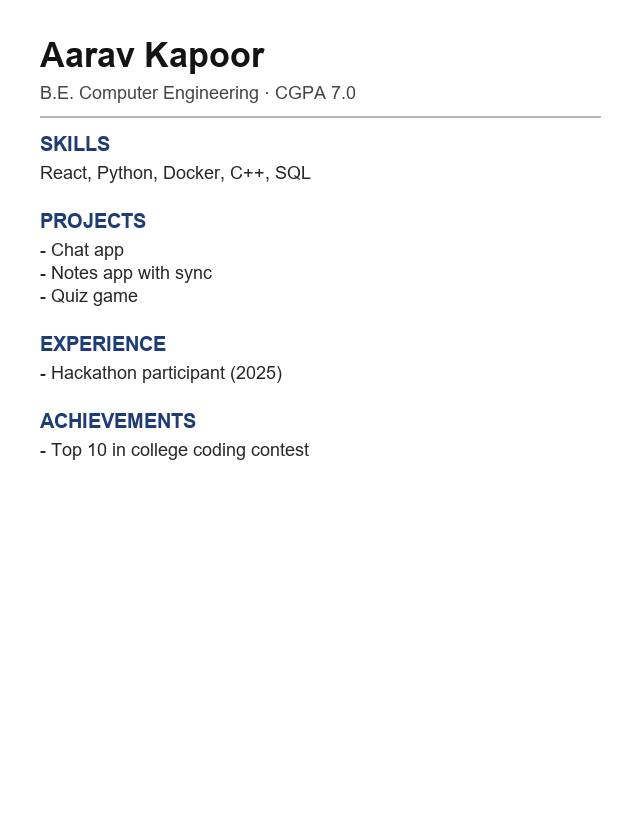 Aarav Kapoor
B.E. Computer Engineering · CGPA 7.0
SKILLS
React, Python, Docker, C++, SQL
PROJECTS
- Chat app
- Notes app with sync
- Quiz game
EXPERIENCE
- Hackathon participant (2025)
ACHIEVEMENTS
- Top 10 in college coding contest